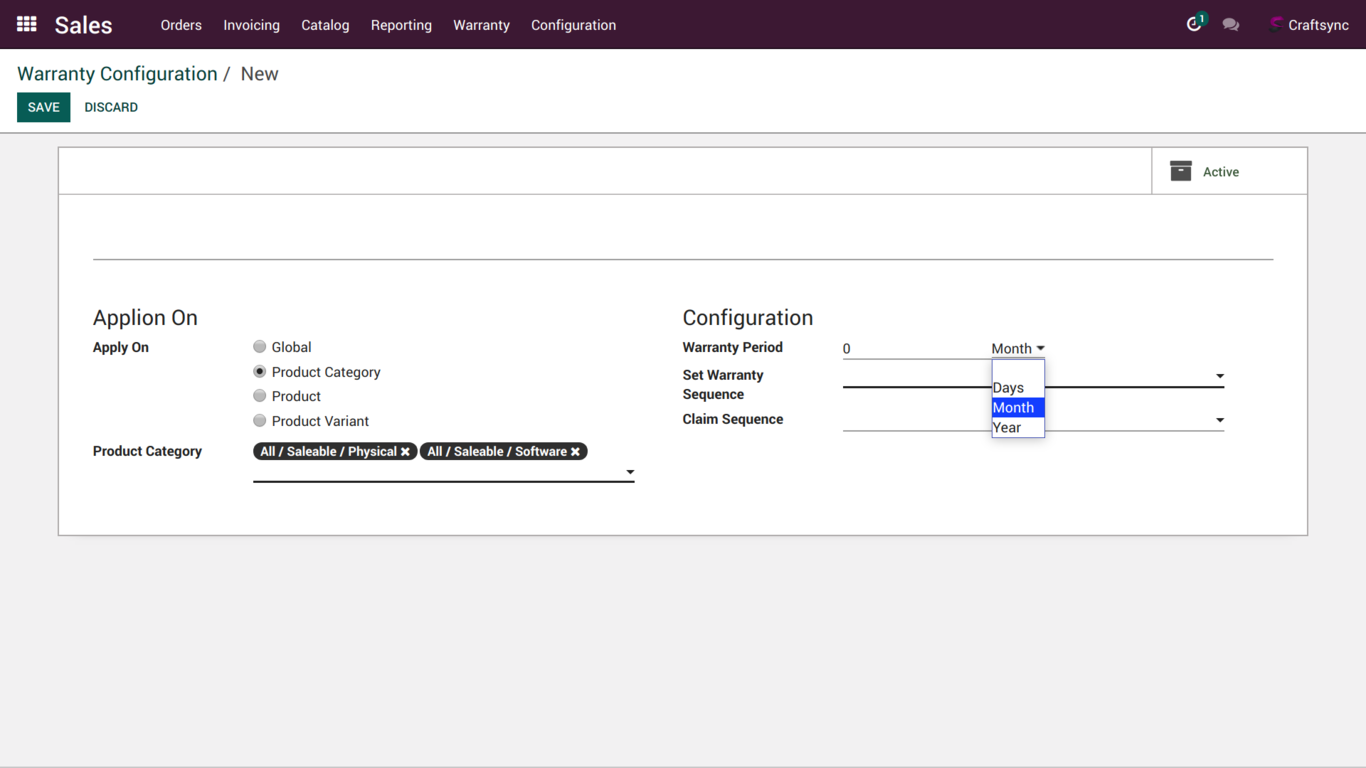 Sales Orders Invoicing Catalog Reporting Warranty Configuration 1 Craftsync
Warranty Configuration / New
SAVE DISCARD
Active
Applion On
Apply On
Global
Product Category
Product
Product Variant
Product Category
All / Saleable / Physical ✖ All / Saleable / Software ✖
Configuration
Warranty Period 0 Month
Days
Month
Year
Set Warranty
Sequence
Claim Sequence